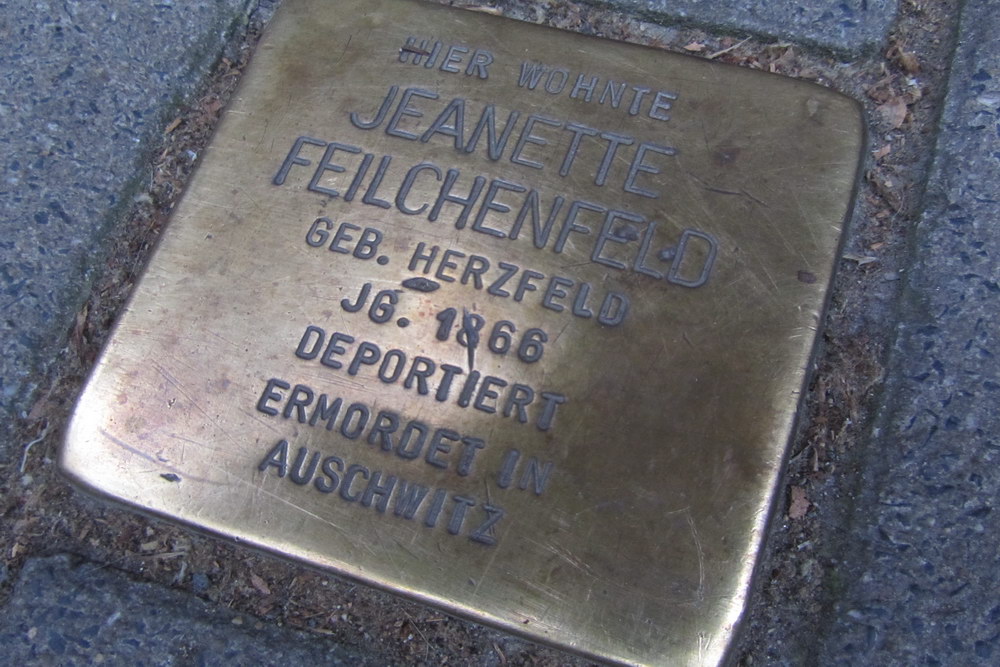 HIER WOHNTE
JEANETTE
FEILCHENFELD
GEB. HERZFELD
JG. 1866
DEPORTIERT
ERMORDET IN
AUSCHWITZ